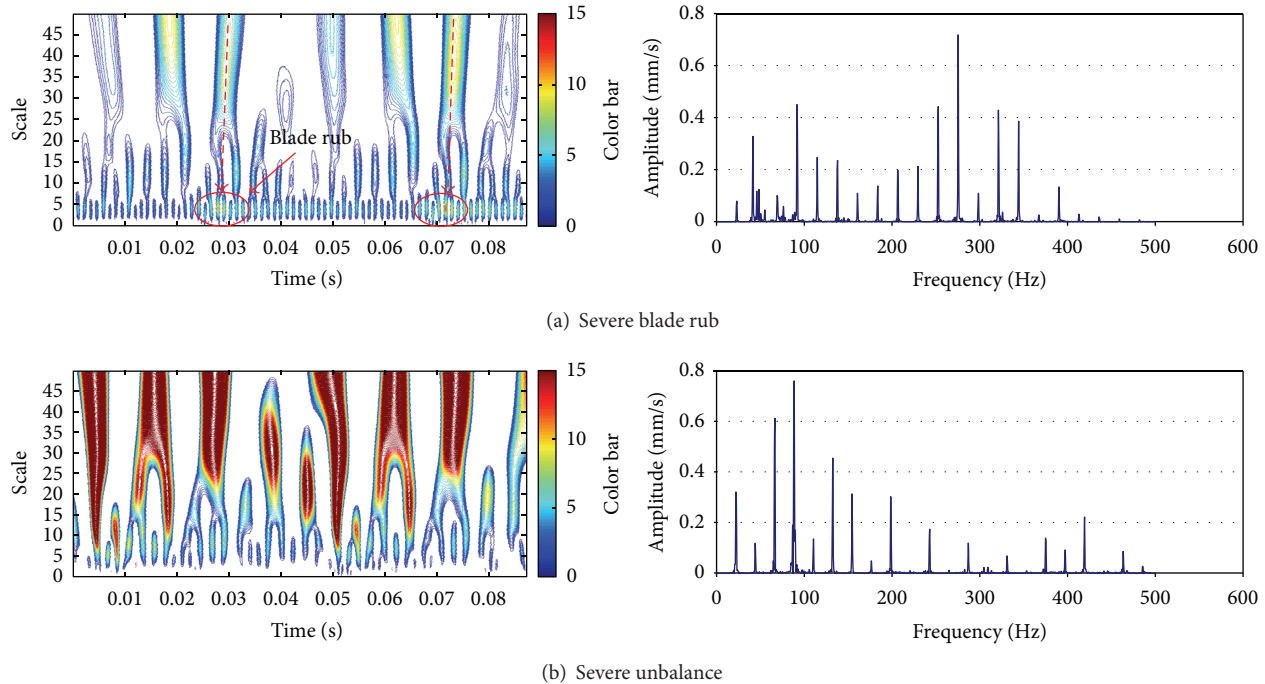 45
40
35
30
25
20
15
10
5
0
Scale
0.01 0.02 0.03 0.04 0.05 0.06 0.07 0.08
Time (s)
Blade rub
15
10
5
0
Color bar
0.8
0.6
0.4
0.2
0
Amplitude (mm/s)
0 100 200 300 400 500 600
Frequency (Hz)
(a) Severe blade rub
45
40
35
30
25
20
15
10
5
0
Scale
0.01 0.02 0.03 0.04 0.05 0.06 0.07 0.08
Time (s)
15
10
5
0
Color bar
0.8
0.6
0.4
0.2
0
Amplitude (mm/s)
0 100 200 300 400 500 600
Frequency (Hz)
(b) Severe unbalance